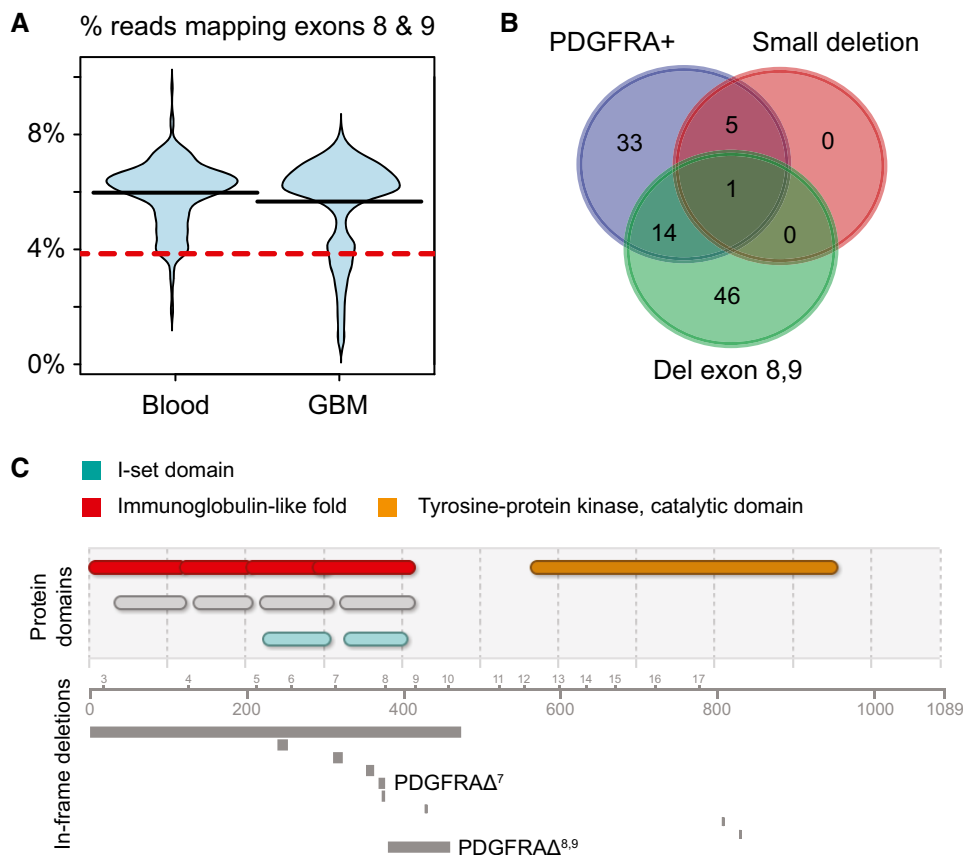 A
% reads mapping exons 8 & 9
8%
4%
0%
Blood
GBM
B
PDGFRA+
Small deletion
33
5
0
1
14
0
46
Del exon 8,9
C
I-set domain
Immunoglobulin-like fold
Tyrosine-protein kinase, catalytic domain
Protein domains
3 4 5 6 7 8 9 10 11 12 13 14 15 16 17
0 200 400 600 800 1000 1089
In-frame deletions
PDGFRAΔ⁷
PDGFRAΔ⁸,⁹